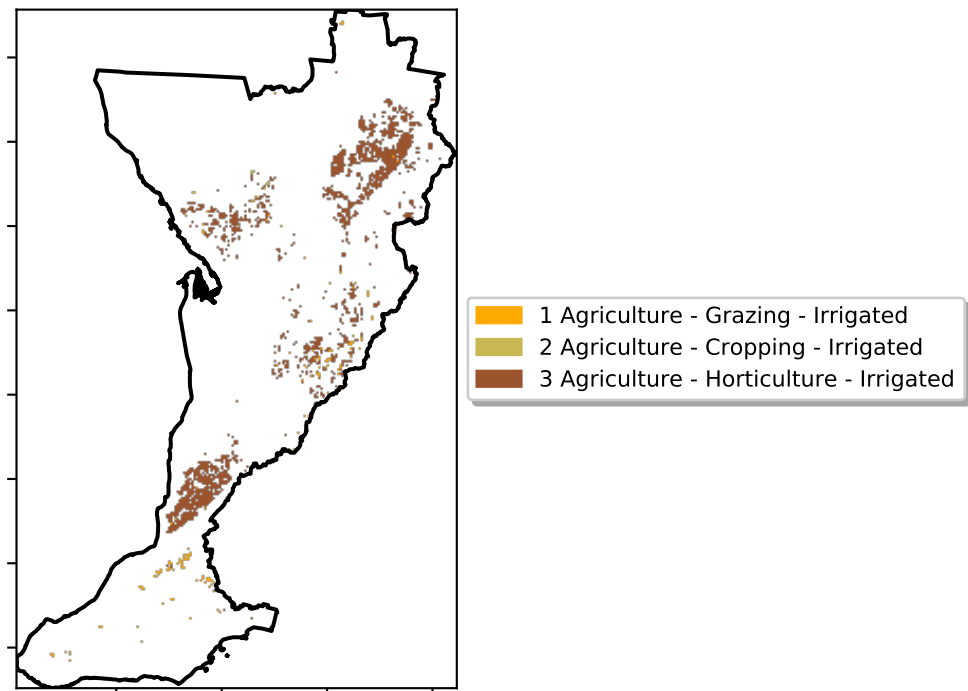 1 Agriculture - Grazing - Irrigated
2 Agriculture - Cropping - Irrigated
3 Agriculture - Horticulture - Irrigated